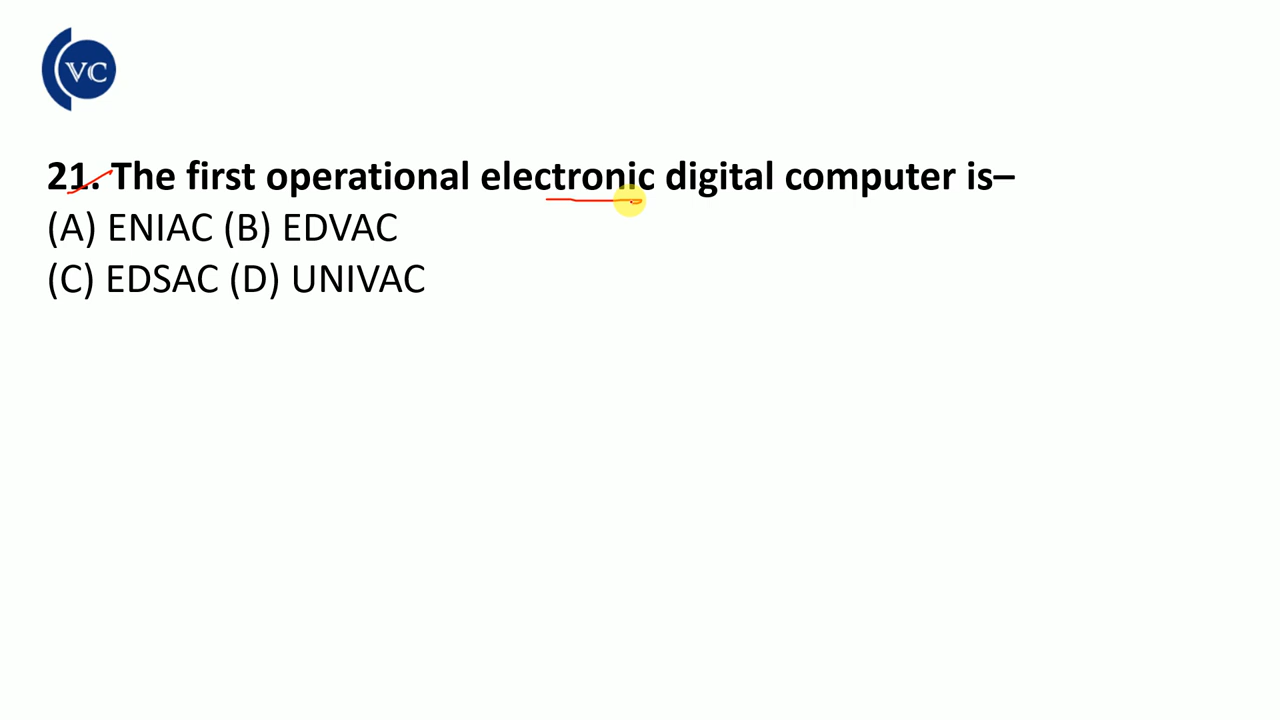 VC
21. The first operational electronic digital computer is–
(A) ENIAC (B) EDVAC
(C) EDSAC (D) UNIVAC